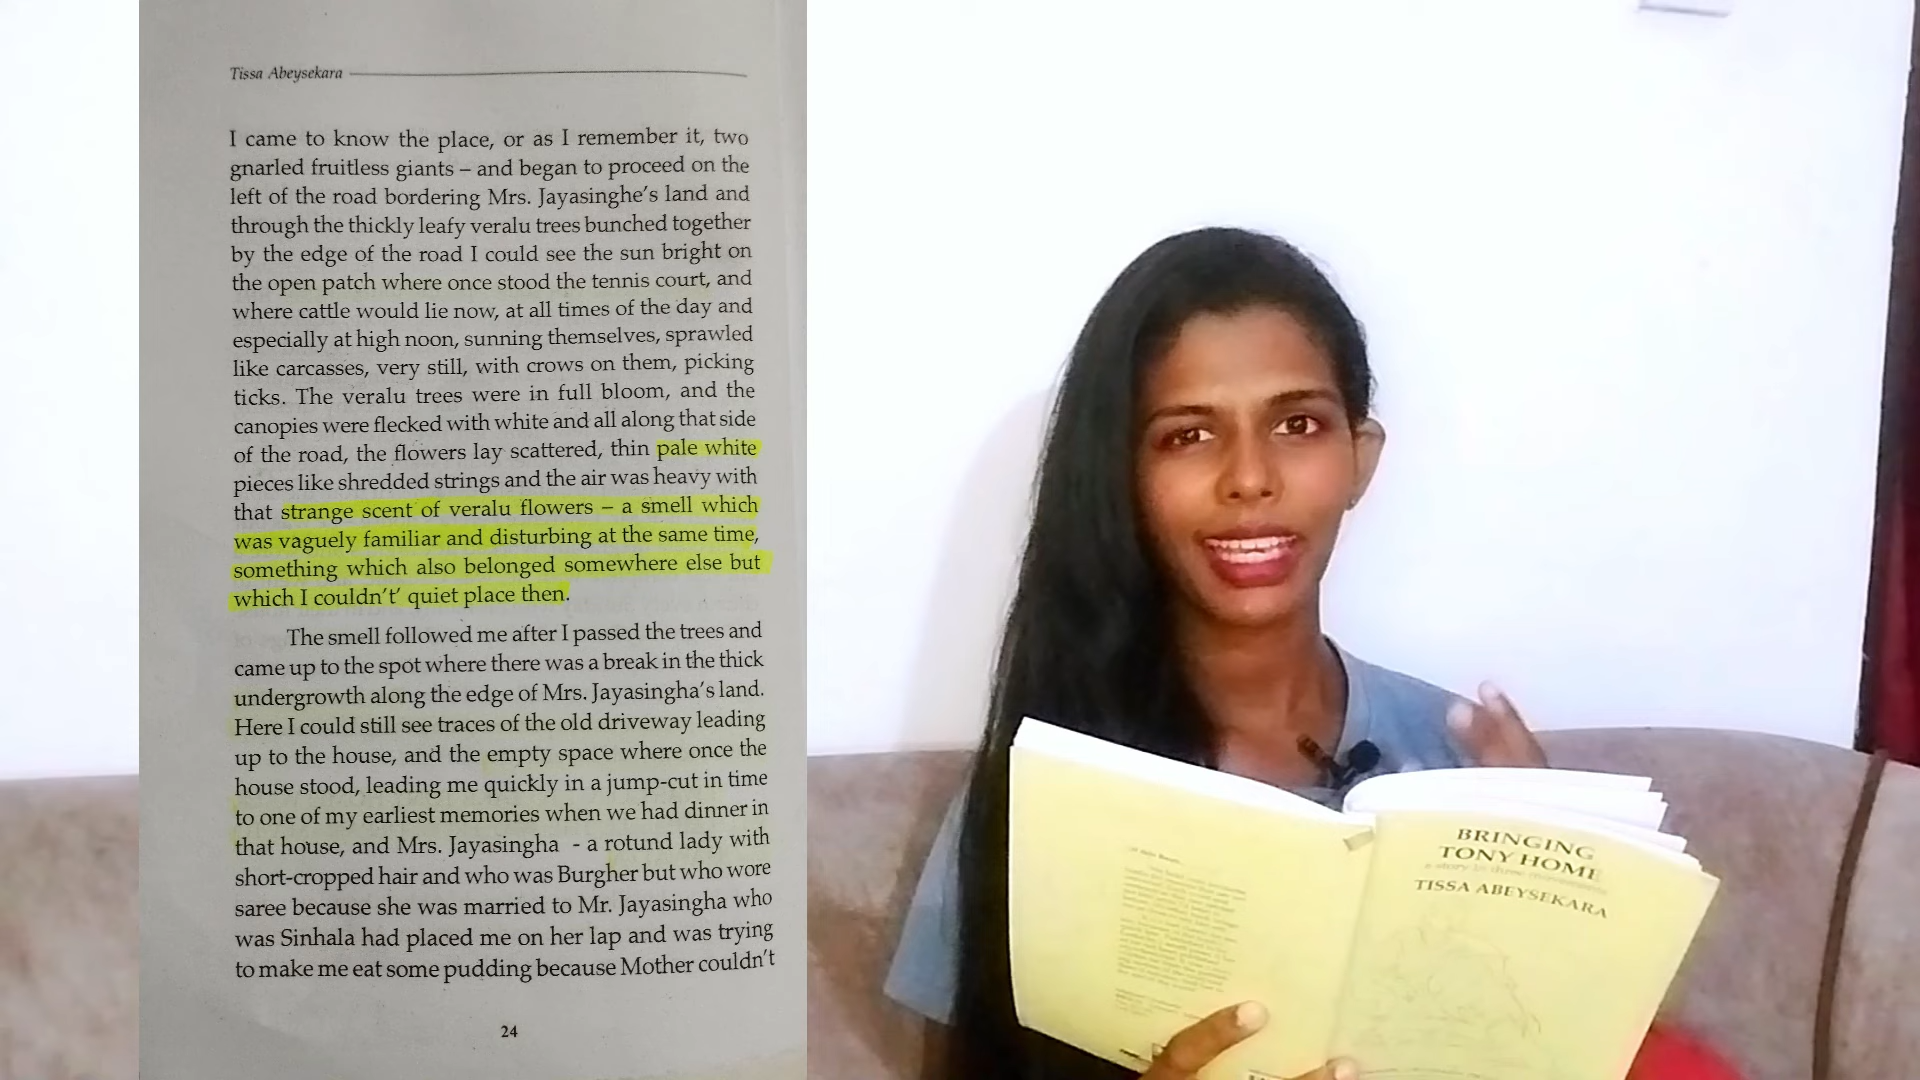 Tissa Abeysekara
I came to know the place, or as I remember it, two
gnarled fruitless giants – and began to proceed on the
left of the road bordering Mrs. Jayasinghe's land and
through the thickly leafy veralu trees bunched together
by the edge of the road I could see the sun bright on
the open patch where once stood the tennis court, and
where cattle would lie now, at all times of the day and
especially at high noon, sunning themselves, sprawled
like carcasses, very still, with crows on them, picking
ticks. The veralu trees were in full bloom, and the
canopies were flecked with white and all along that side
of the road, the flowers lay scattered, thin pale white
pieces like shredded strings and the air was heavy with
that strange scent of veralu flowers – a smell which
was vaguely familiar and disturbing at the same time,
something which also belonged somewhere else but
which I couldn't' quiet place then.
The smell followed me after I passed the trees and
came up to the spot where there was a break in the thick
undergrowth along the edge of Mrs. Jayasingha's land.
Here I could still see traces of the old driveway leading
up to the house, and the empty space where once the
house stood, leading me quickly in a jump-cut in time
to one of my earliest memories when we had dinner in
that house, and Mrs. Jayasingha - a rotund lady with
short-cropped hair and who was Burgher but who wore
saree because she was married to Mr. Jayasingha who
was Sinhala had placed me on her lap and was trying
to make me eat some pudding because Mother couldn't
24
BRINGING
TONY HOME
a story in three movements
TISSA ABEYSEKARA